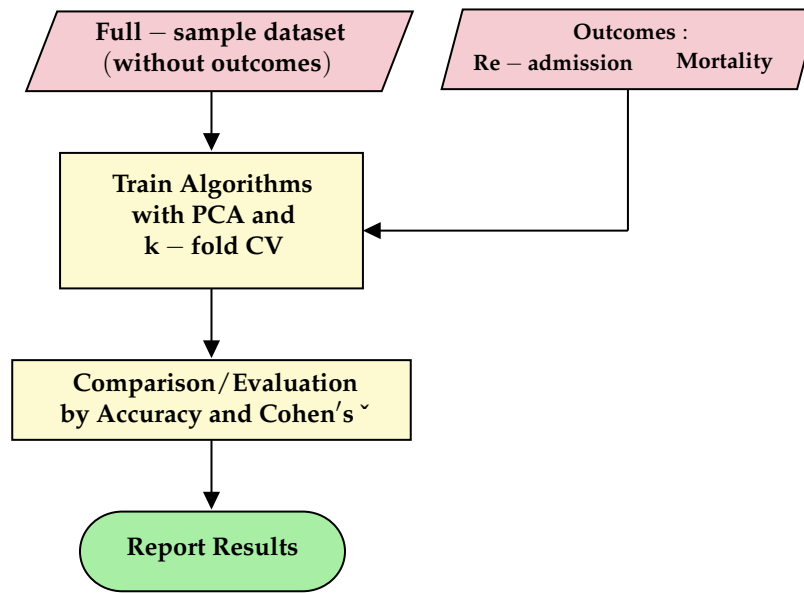 Full − sample dataset
(without outcomes)
Outcomes :
Re − admission Mortality
Train Algorithms
with PCA and
k − fold CV
Comparison/Evaluation
by Accuracy and Cohen's ˇ
Report Results